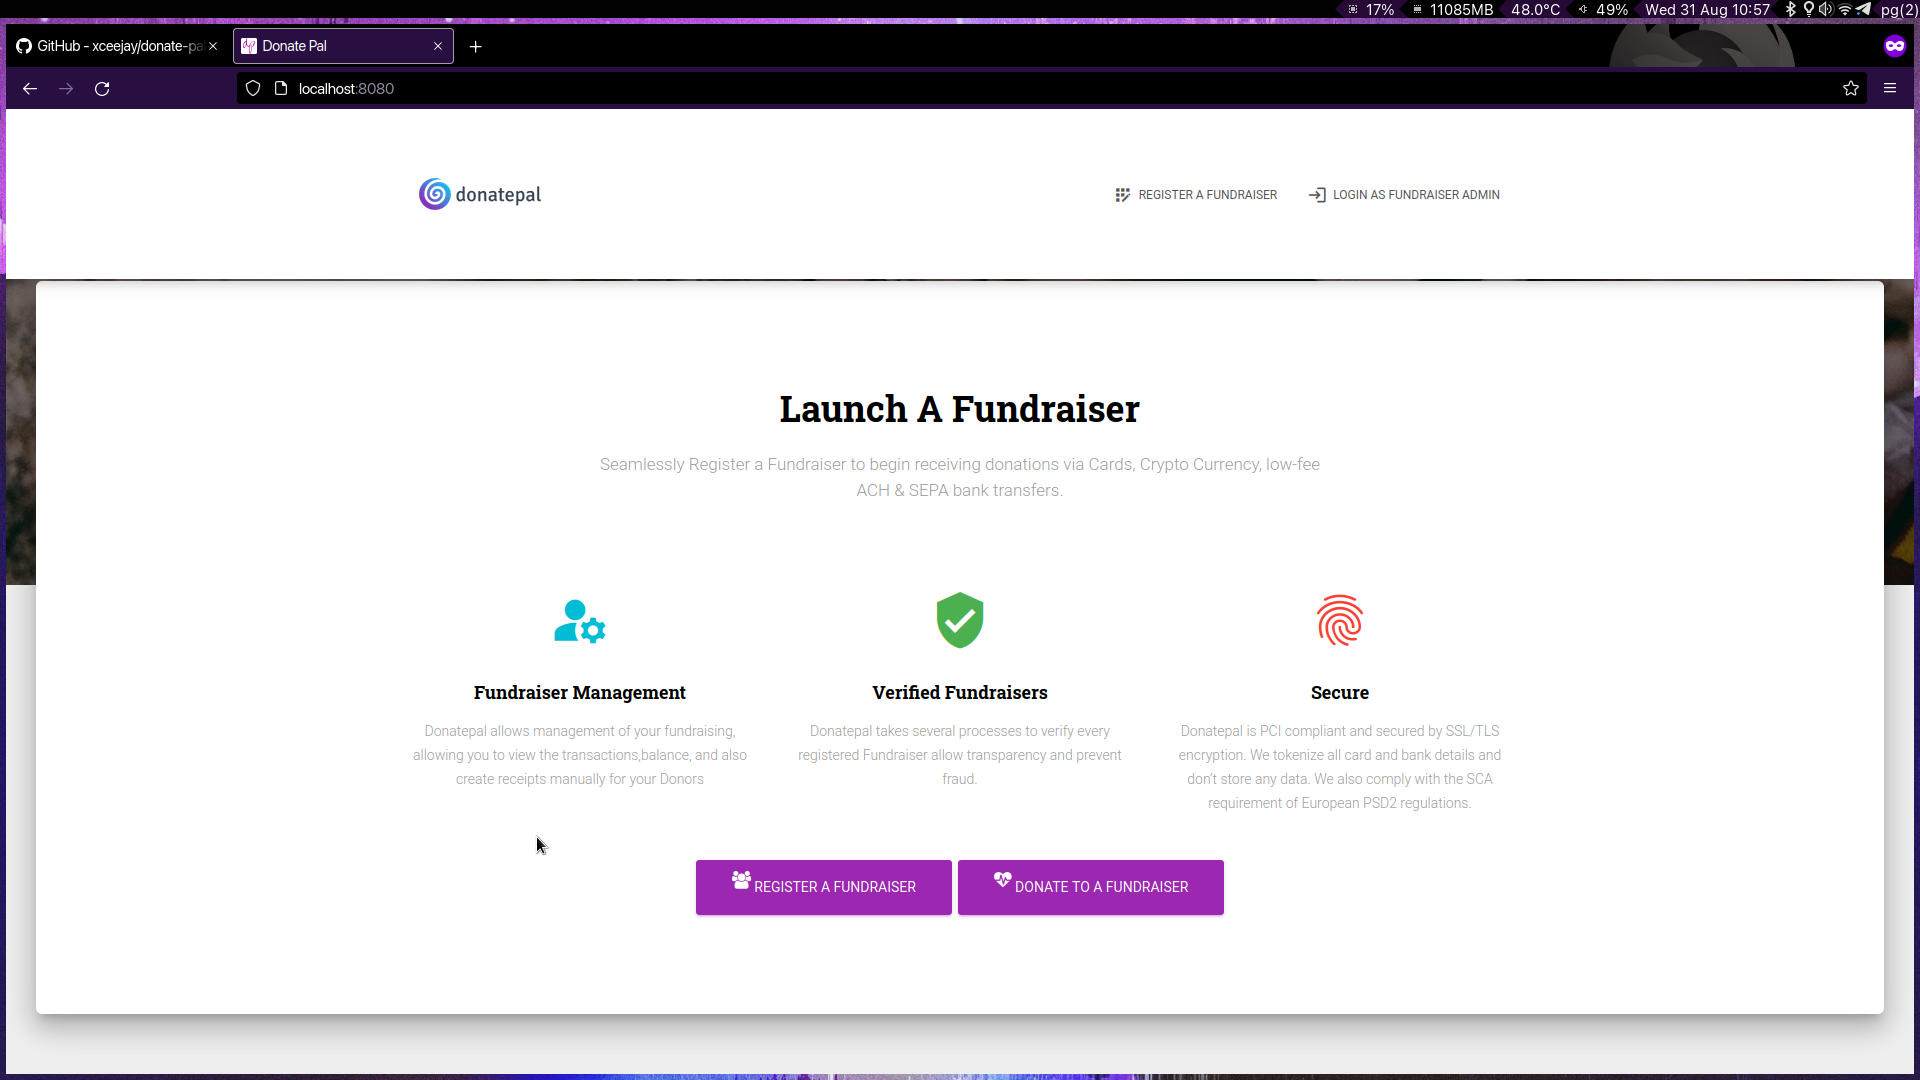 17% 11085MB 48.0°C 49% Wed 31 Aug 10:57 pg(2)
GitHub - xceejay/donate-pa
Donate Pal
localhost:8080
donatepal
REGISTER A FUNDRAISER
LOGIN AS FUNDRAISER ADMIN
Launch A Fundraiser
Seamlessly Register a Fundraiser to begin receiving donations via Cards, Crypto Currency, low-fee
ACH & SEPA bank transfers.
Fundraiser Management
Donatepal allows management of your fundraising,
allowing you to view the transactions,balance, and also
create receipts manually for your Donors
Verified Fundraisers
Donatepal takes several processes to verify every
registered Fundraiser allow transparency and prevent
fraud.
Secure
Donatepal is PCI compliant and secured by SSL/TLS
encryption. We tokenize all card and bank details and
don't store any data. We also comply with the SCA
requirement of European PSD2 regulations.
REGISTER A FUNDRAISER
DONATE TO A FUNDRAISER